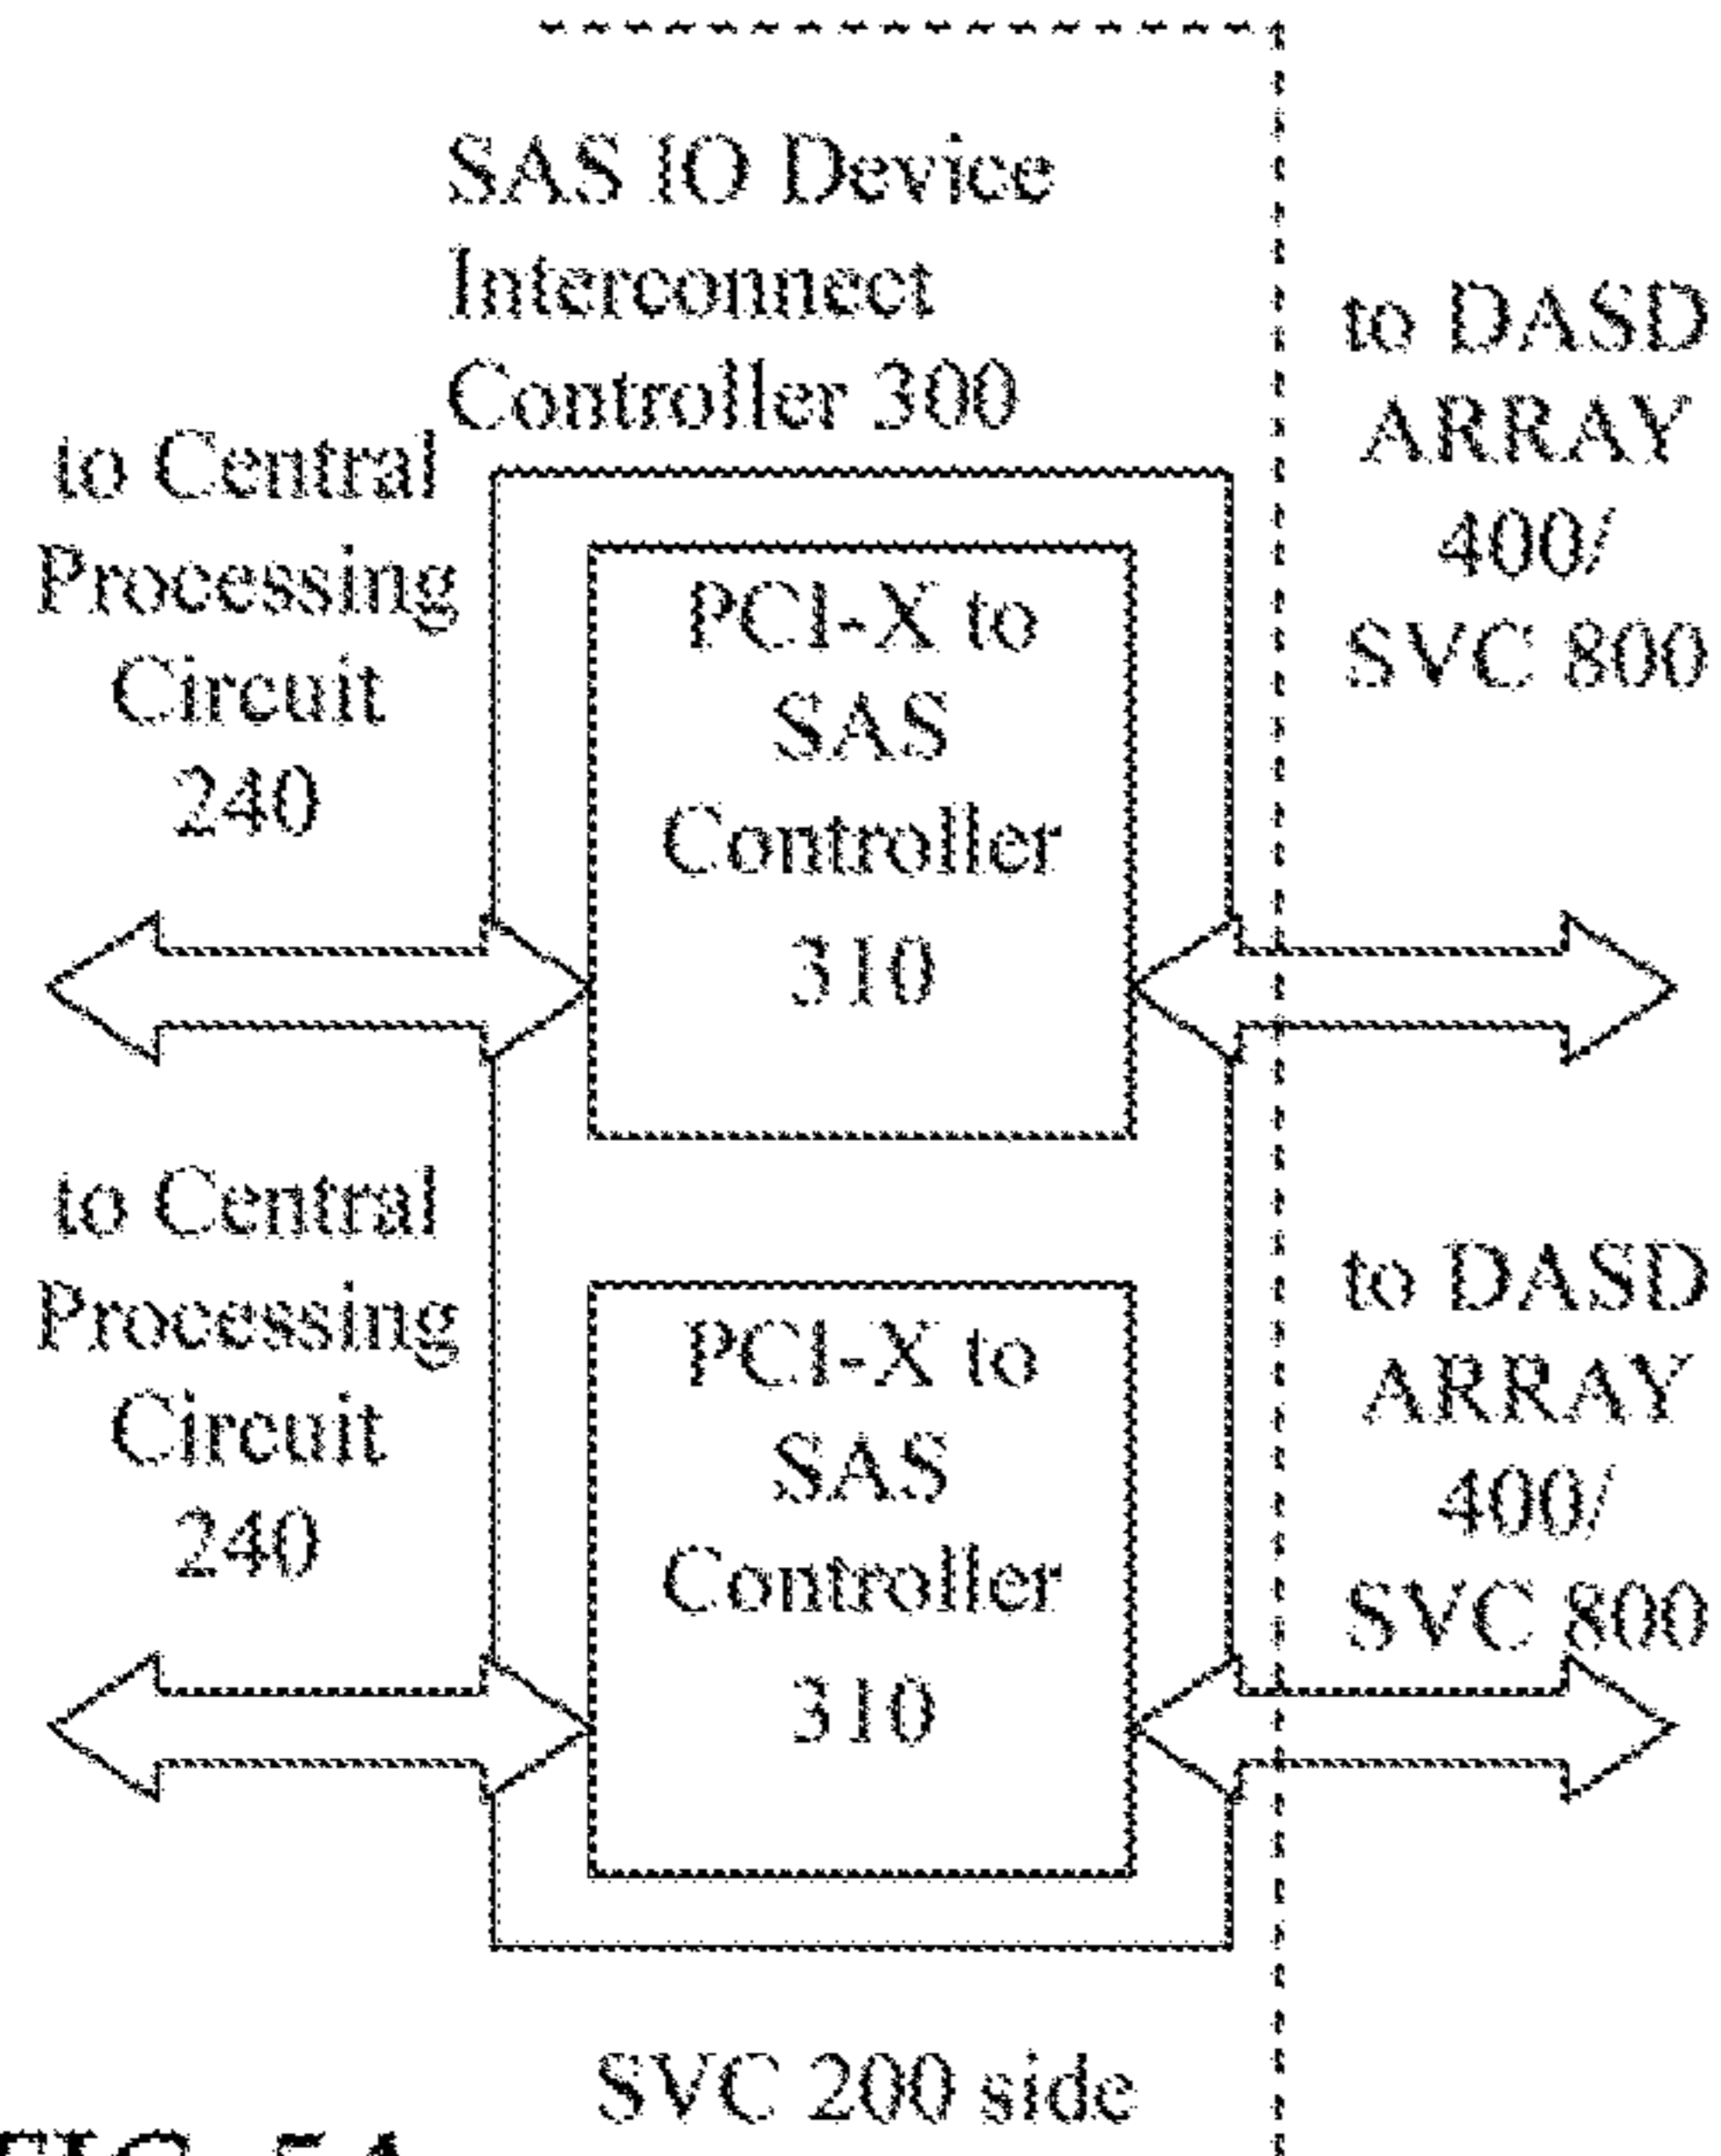 SAS IO Device
Interconnect
Controller 300
to Central
Processing
Circuit
240
PCI-X to
SAS
Controller
310
to DASD
ARRAY
400/
SVC 800
to Central
Processing
Circuit
240
PCI-X to
SAS
Controller
310
to DASD
ARRAY
400/
SVC 800
SVC 200 side
FIG. 5A